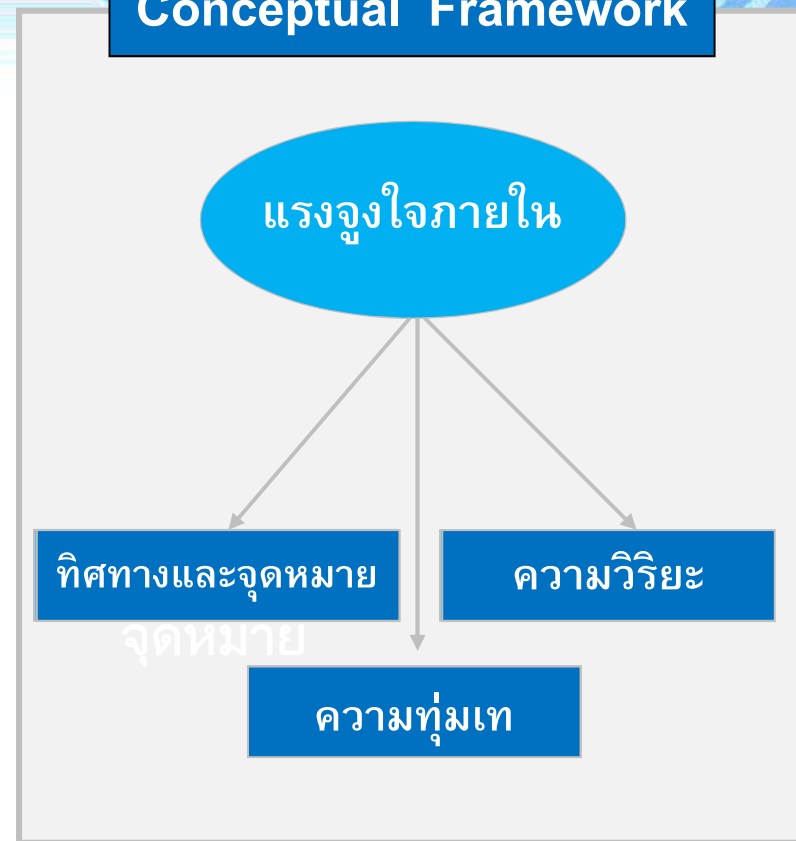 Conceptual Framework
แรงจูงใจภายใน
ทิศทางและจุดหมาย
ความวิริยะ
จุดหมาย
ความทุ่มเท